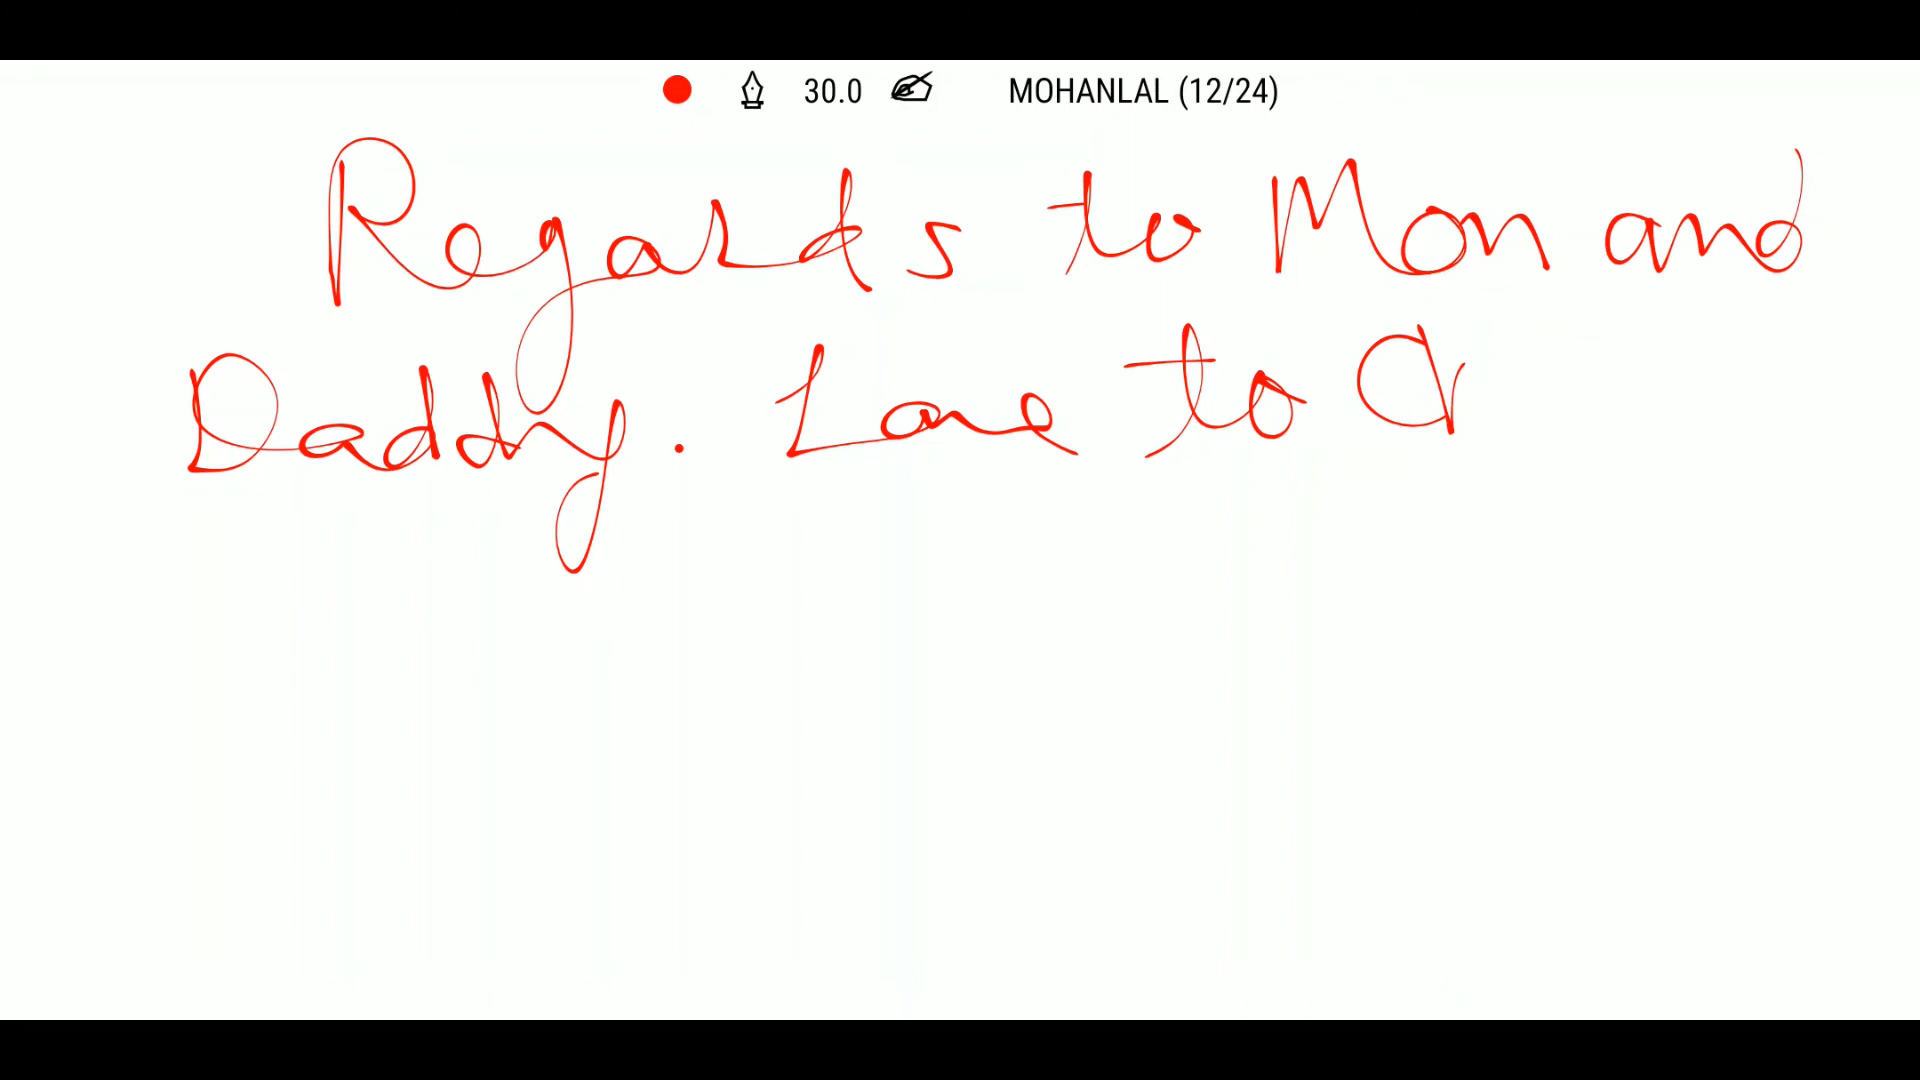 30.0 MOHANLAL (12/24)
Regards to Mom and
Daddy. Love to